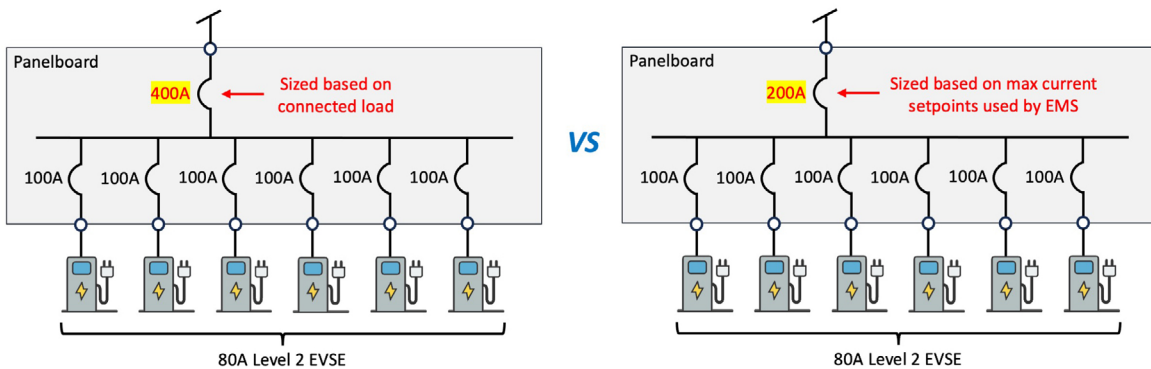 Panelboard
400A
Sized based on
connected load
100A 100A 100A 100A 100A 100A
80A Level 2 EVSE
VS
Panelboard
200A
Sized based on max current
setpoints used by EMS
100A 100A 100A 100A 100A 100A
80A Level 2 EVSE